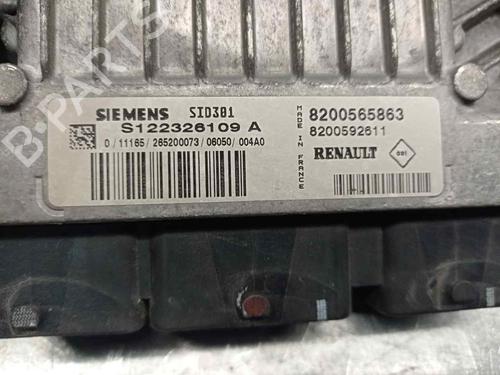 B-Parts
SIEMENS SID301
S122326109 A
0/11165/265200073/06050/004A0
MADE IN FRANCE
8200565863
8200592611
RENAULT